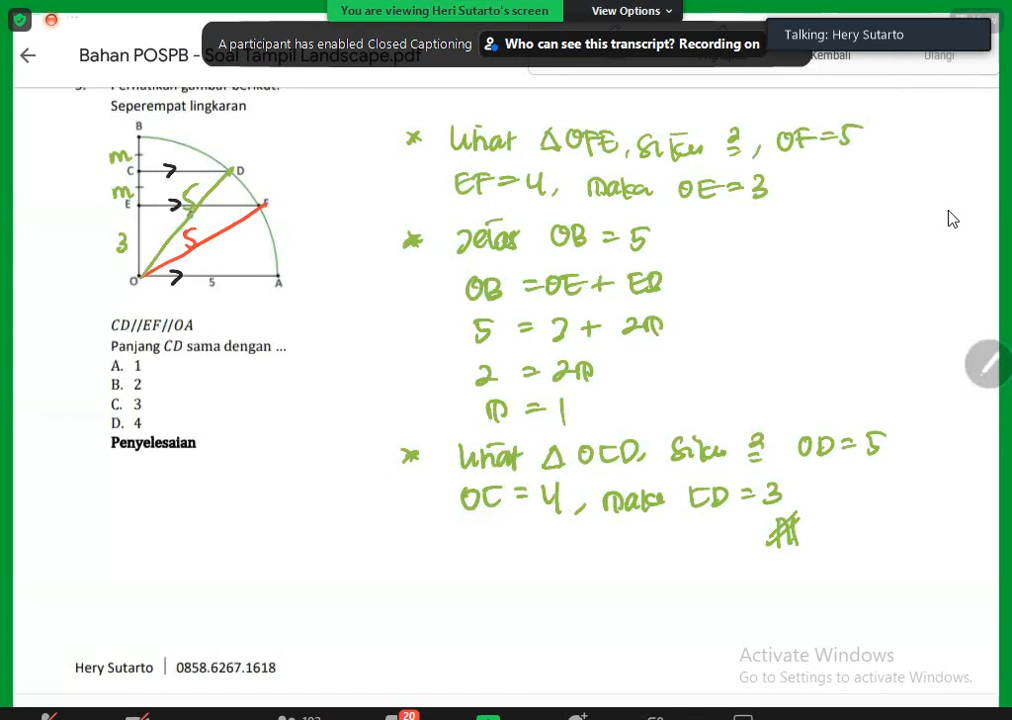 You are viewing Heri Sutarto's screen
View Options
A participant has enabled Closed Captioning
Who can see this transcript? Recording on
Talking: Hery Sutarto
Bahan POSPB - Soal Tampil Landscape.pdf
Kembali
Ulangi
Perhatikan gambar berikut!
Seperempat lingkaran
B
m
C
D
m
5
E
F
3
5
O
5
A
CD//EF//OA
Panjang CD sama dengan ...
A. 1
B. 2
C. 3
D. 4
Penyelesaian
* Lihat Δ OFE, siku 2, OF = 5
EF = 4, maka OE = 3
* Jelas OB = 5
OB = OE + EB
5 = 3 + 2m
2 = 2m
m = 1
* Lihat Δ OCD, siku 2 OD = 5
OC = 4, maka CD = 3
Hery Sutarto | 0858.6267.1618
Activate Windows
Go to Settings to activate Windows.
20